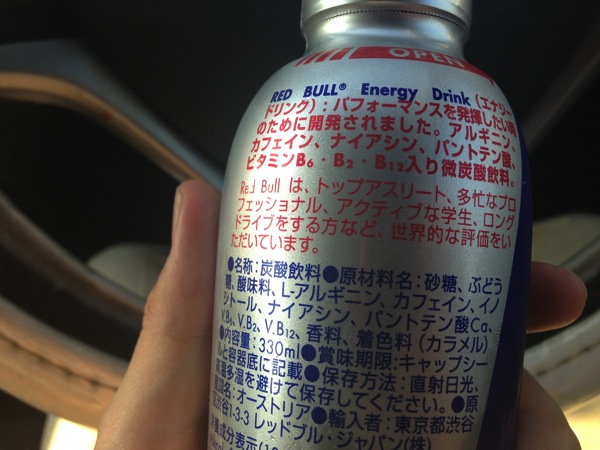 OPEN
RED BULL® Energy Drink (エナジー
ドリンク):パフォーマンスを発揮したい時
のために開発されました。アルギニン、
カフェイン、ナイアシン、パントテン酸、
ビタミンB6・B2・B12入り微炭酸飲料。
Red Bull は、トップアスリート、多忙なプロ
フェッショナル、アクティブな学生、ロング
ドライブをする方など、世界的な評価をい
ただいています。
●名称:炭酸飲料●原材料名:砂糖、ぶどう
糖、酸味料、L-アルギニン、カフェイン、イノ
シトール、ナイアシン、パントテン酸Ca、
V.B6、V.B2、V.B12、香料、着色料(カラメル)
●内容量:330ml●賞味期限:キャップシー
ルと容器底に記載●保存方法:直射日光、
高温多湿を避けて保存してください。●原
産国名:オーストリア●輸入者:東京都渋谷
区渋谷1-3-3 レッドブル・ジャパン(株)
養成分表示(10